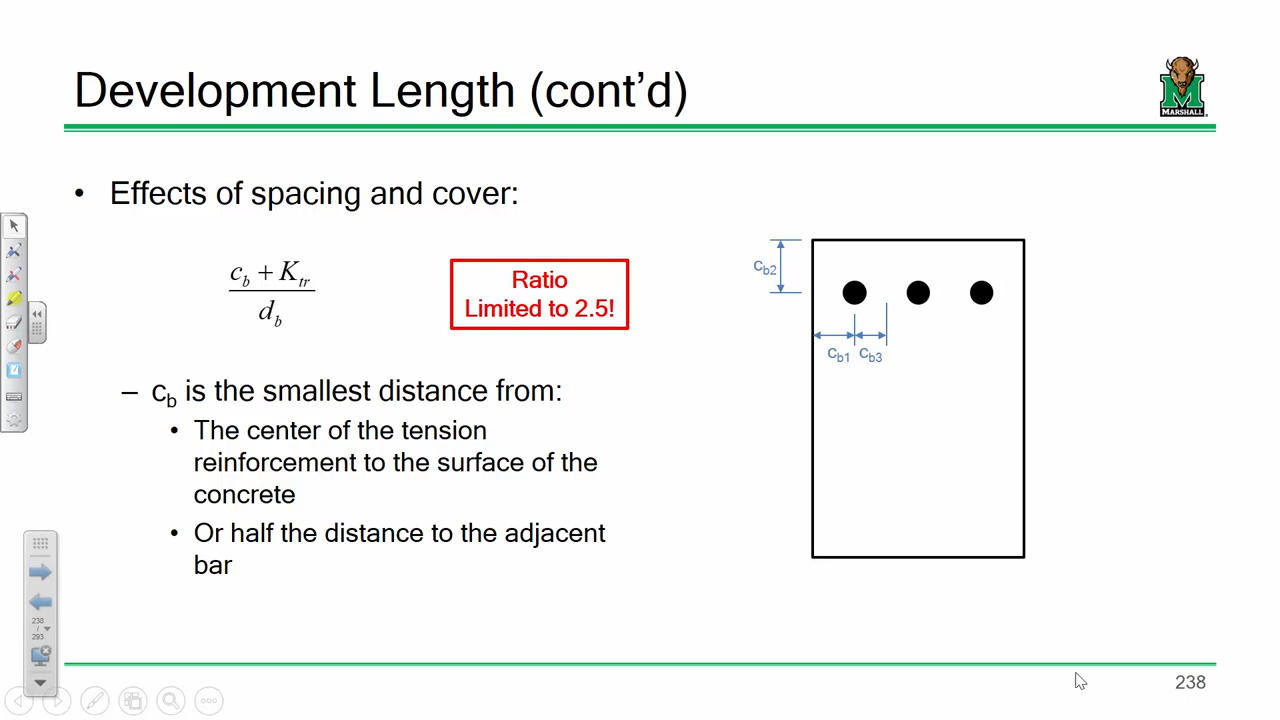 Development Length (cont’d)
MARSHALL
• Effects of spacing and cover:
c_b + K_tr
d_b
Ratio
Limited to 2.5!
– c_b is the smallest distance from:
• The center of the tension
reinforcement to the surface of the
concrete
• Or half the distance to the adjacent
bar
c_b2
c_b1 c_b3
238
/
293
238